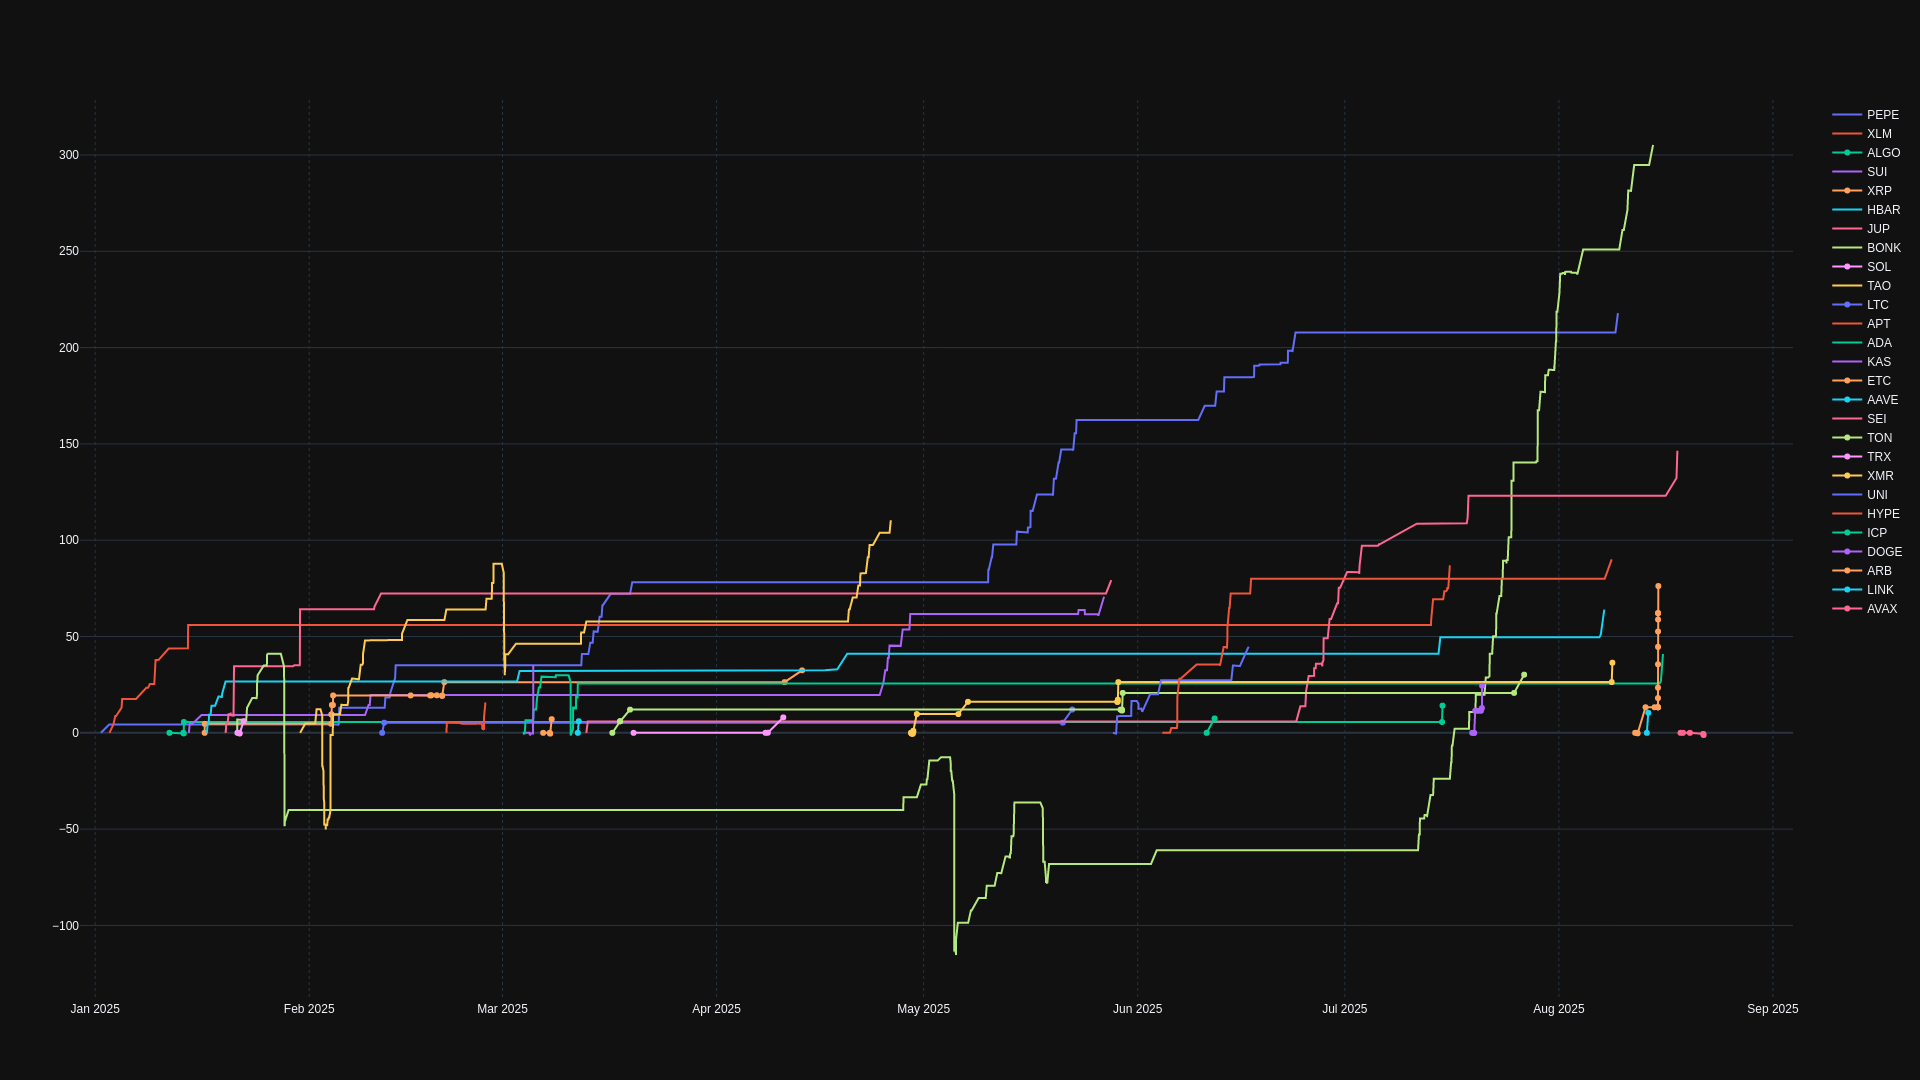 300
250
200
150
100
50
0
−50
−100
Jan 2025 Feb 2025 Mar 2025 Apr 2025 May 2025 Jun 2025 Jul 2025 Aug 2025 Sep 2025
PEPE
XLM
ALGO
SUI
XRP
HBAR
JUP
BONK
SOL
TAO
LTC
APT
ADA
KAS
ETC
AAVE
SEI
TON
TRX
XMR
UNI
HYPE
ICP
DOGE
ARB
LINK
AVAX